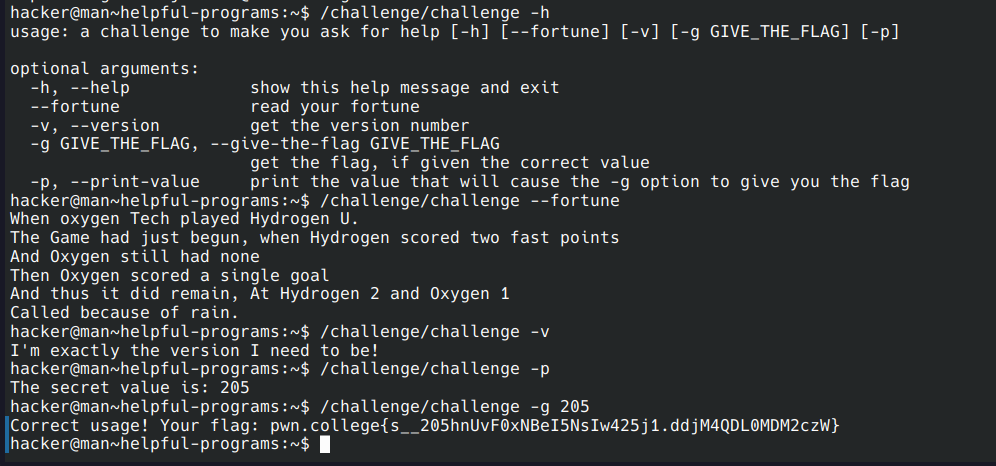 hacker@man~helpful-programs:~$ /challenge/challenge -h
usage: a challenge to make you ask for help [-h] [--fortune] [-v] [-g GIVE_THE_FLAG] [-p]

optional arguments:
  -h, --help            show this help message and exit
  --fortune             read your fortune
  -v, --version         get the version number
  -g GIVE_THE_FLAG, --give-the-flag GIVE_THE_FLAG
                        get the flag, if given the correct value
  -p, --print-value     print the value that will cause the -g option to give you the flag
hacker@man~helpful-programs:~$ /challenge/challenge --fortune
When oxygen Tech played Hydrogen U.
The Game had just begun, when Hydrogen scored two fast points
And Oxygen still had none
Then Oxygen scored a single goal
And thus it did remain, At Hydrogen 2 and Oxygen 1
Called because of rain.
hacker@man~helpful-programs:~$ /challenge/challenge -v
I'm exactly the version I need to be!
hacker@man~helpful-programs:~$ /challenge/challenge -p
The secret value is: 205
hacker@man~helpful-programs:~$ /challenge/challenge -g 205
Correct usage! Your flag: pwn.college{s__205hnUvF0xNBeI5NsIw425j1.ddjM4QDL0MDM2czW}
hacker@man~helpful-programs:~$